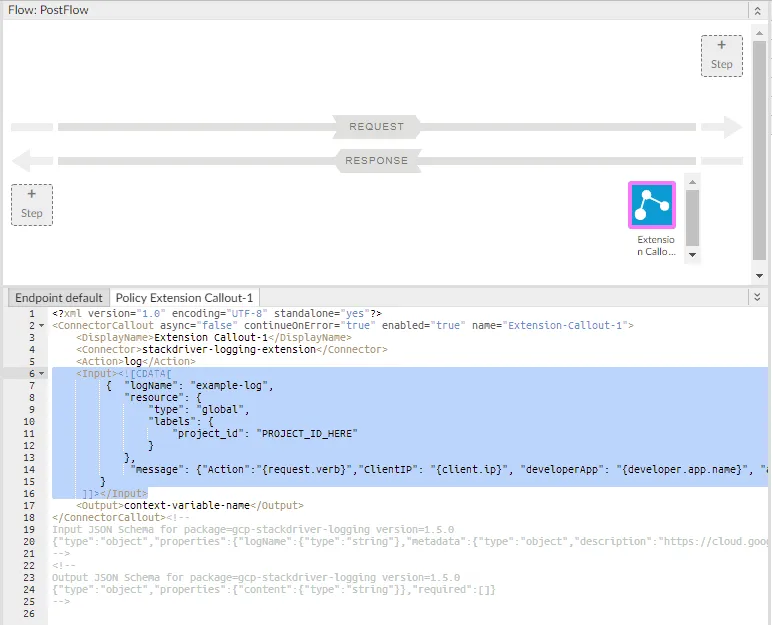 Flow: PostFlow
+
Step
REQUEST
RESPONSE
+
Step
Extensio
n Callo...
Endpoint default
Policy Extension Callout-1
1 <?xml version="1.0" encoding="UTF-8" standalone="yes"?>
2 <ConnectorCallout async="false" continueOnError="true" enabled="true" name="Extension-Callout-1">
3 <DisplayName>Extension Callout-1</DisplayName>
4 <Connector>stackdriver-logging-extension</Connector>
5 <Action>log</Action>
6 <Input><![CDATA[
7 { "logName": "example-log",
8 "resource": {
9 "type": "global",
10 "labels": {
11 "project_id": "PROJECT_ID_HERE"
12 }
13 },
14 "message": {"Action":"{request.verb}","ClientIP": "{client.ip}", "developerApp": "{developer.app.name}", "a
15 }
16 ]]></Input>
17 <Output>context-variable-name</Output>
18 </ConnectorCallout><!--
19 Input JSON Schema for package=gcp-stackdriver-logging version=1.5.0
20 {"type":"object","properties":{"logName":{"type":"string"},"metadata":{"type":"object","description":"https://cloud.goog
21 -->
22 <!--
23 Output JSON Schema for package=gcp-stackdriver-logging version=1.5.0
24 {"type":"object","properties":{"content":{"type":"string"}},"required":[]}
25 -->
26